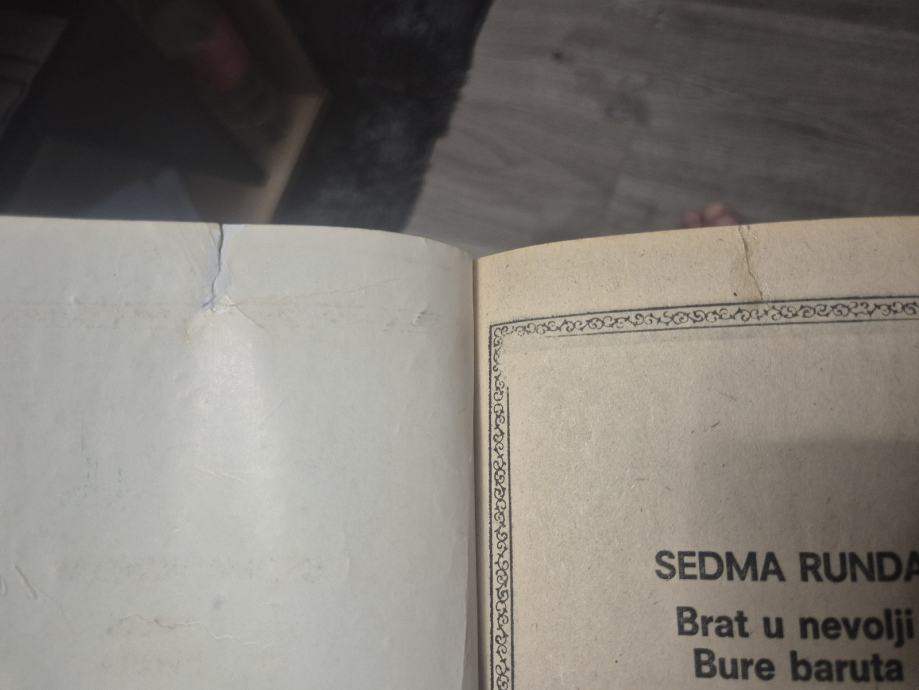 SEDMA RUNDA
Brat u nevolji
Bure baruta